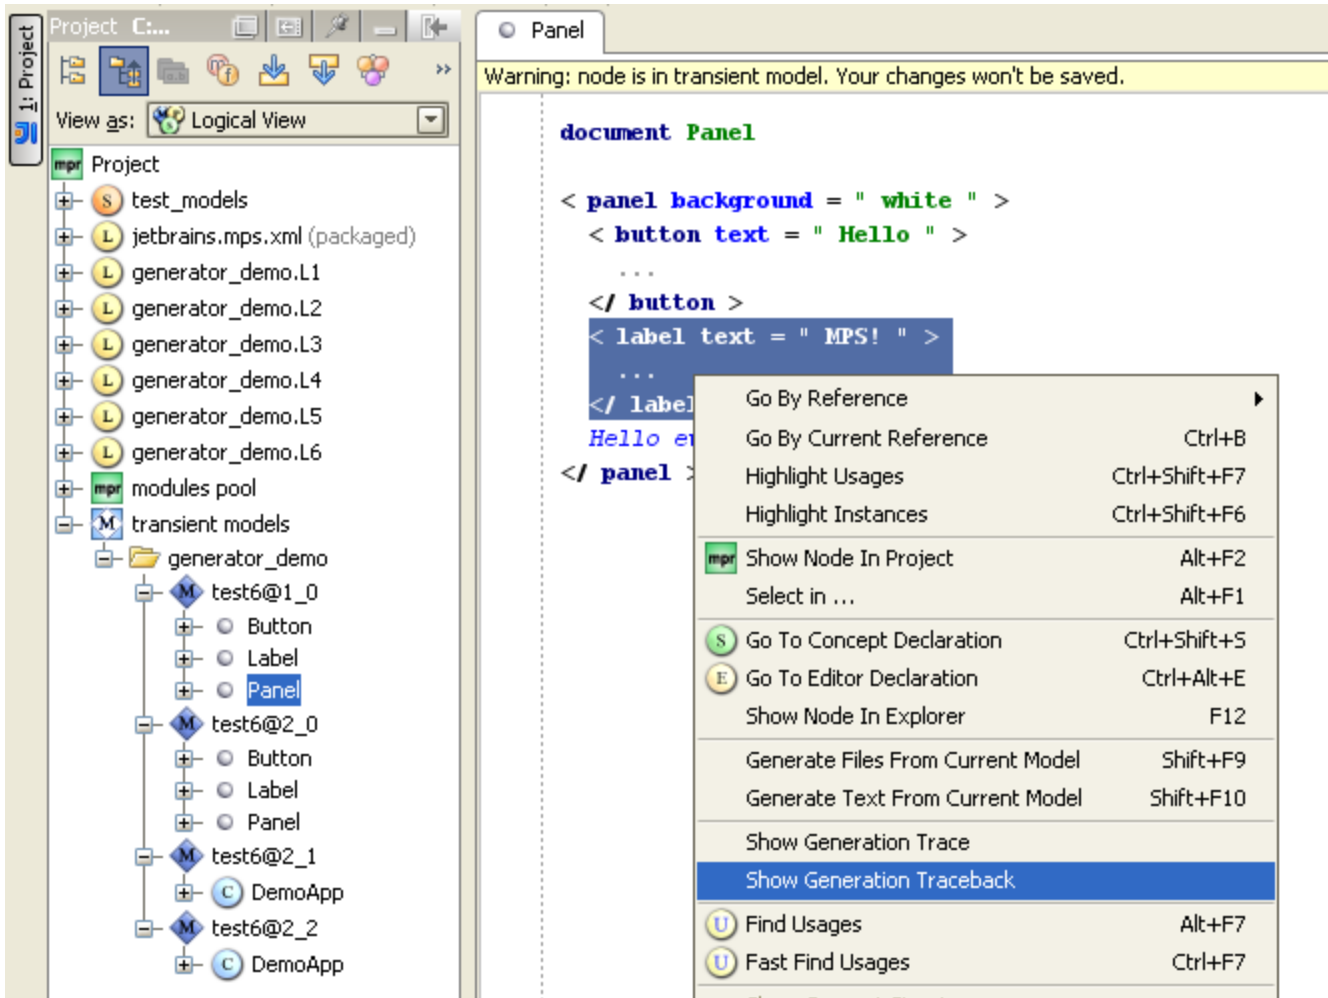 1: Project
Project C:...
View as: Logical View
mpr Project
S test_models
L jetbrains.mps.xml (packaged)
L generator_demo.L1
L generator_demo.L2
L generator_demo.L3
L generator_demo.L4
L generator_demo.L5
L generator_demo.L6
mpr modules pool
M transient models
generator_demo
M test6@1_0
Button
Label
Panel
M test6@2_0
Button
Label
Panel
M test6@2_1
C DemoApp
M test6@2_2
C DemoApp
Panel
Warning: node is in transient model. Your changes won't be saved.
document Panel
< panel background = " white " >
< button text = " Hello " >
...
</ button >
< label text = " MPS! " >
...
</ label
Hello
</ panel >
Go By Reference
Go By Current Reference Ctrl+B
Highlight Usages Ctrl+Shift+F7
Highlight Instances Ctrl+Shift+F6
mpr Show Node In Project Alt+F2
Select in ... Alt+F1
S Go To Concept Declaration Ctrl+Shift+S
E Go To Editor Declaration Ctrl+Alt+E
Show Node In Explorer F12
Generate Files From Current Model Shift+F9
Generate Text From Current Model Shift+F10
Show Generation Trace
Show Generation Traceback
U Find Usages Alt+F7
U Fast Find Usages Ctrl+F7